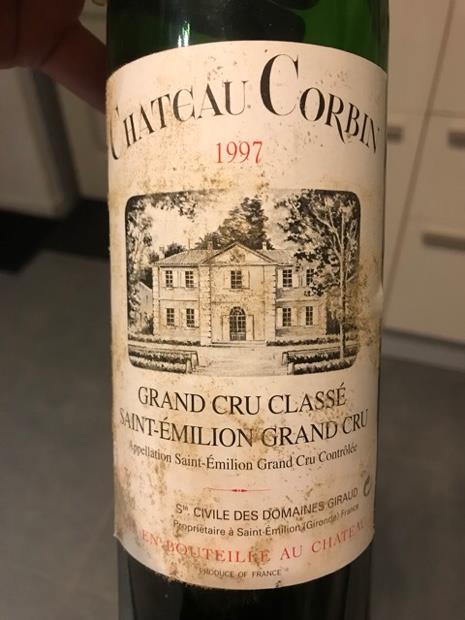 CHATEAU CORBIN
1997
GRAND CRU CLASSÉ
SAINT-ÉMILION GRAND CRU
Appellation Saint-Émilion Grand Cru Contrôlée
Sté CIVILE DES DOMAINES GIRAUD
Propriétaire à Saint-Émilion (Gironde) France
EN BOUTEILLE AU CHATEAU
PRODUCE OF FRANCE